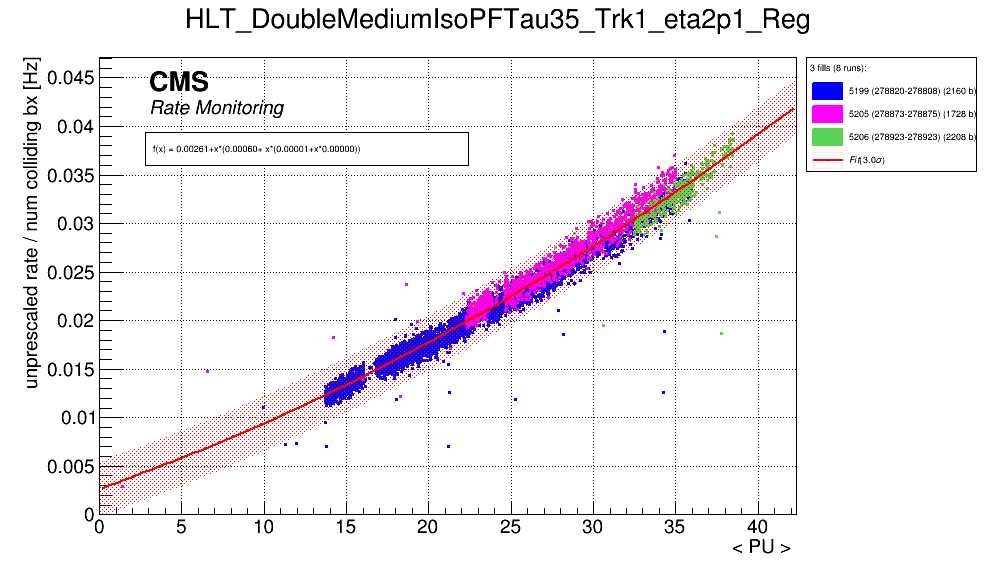 HLT_DoubleMediumIsoPFTau35_Trk1_eta2p1_Reg
unprescaled rate / num colliding bx [Hz]
0.045
0.04
0.035
0.03
0.025
0.02
0.015
0.01
0.005
0
CMS
Rate Monitoring
f(x) = 0.00261+x*(0.00060+ x*(0.00001+x*0.00000))
0 5 10 15 20 25 30 35 40
< PU >
3 fills (8 runs):
5199 (278820-278808) (2160 b)
5205 (278873-278875) (1728 b)
5206 (278923-278923) (2208 b)
Fit(3.0σ)